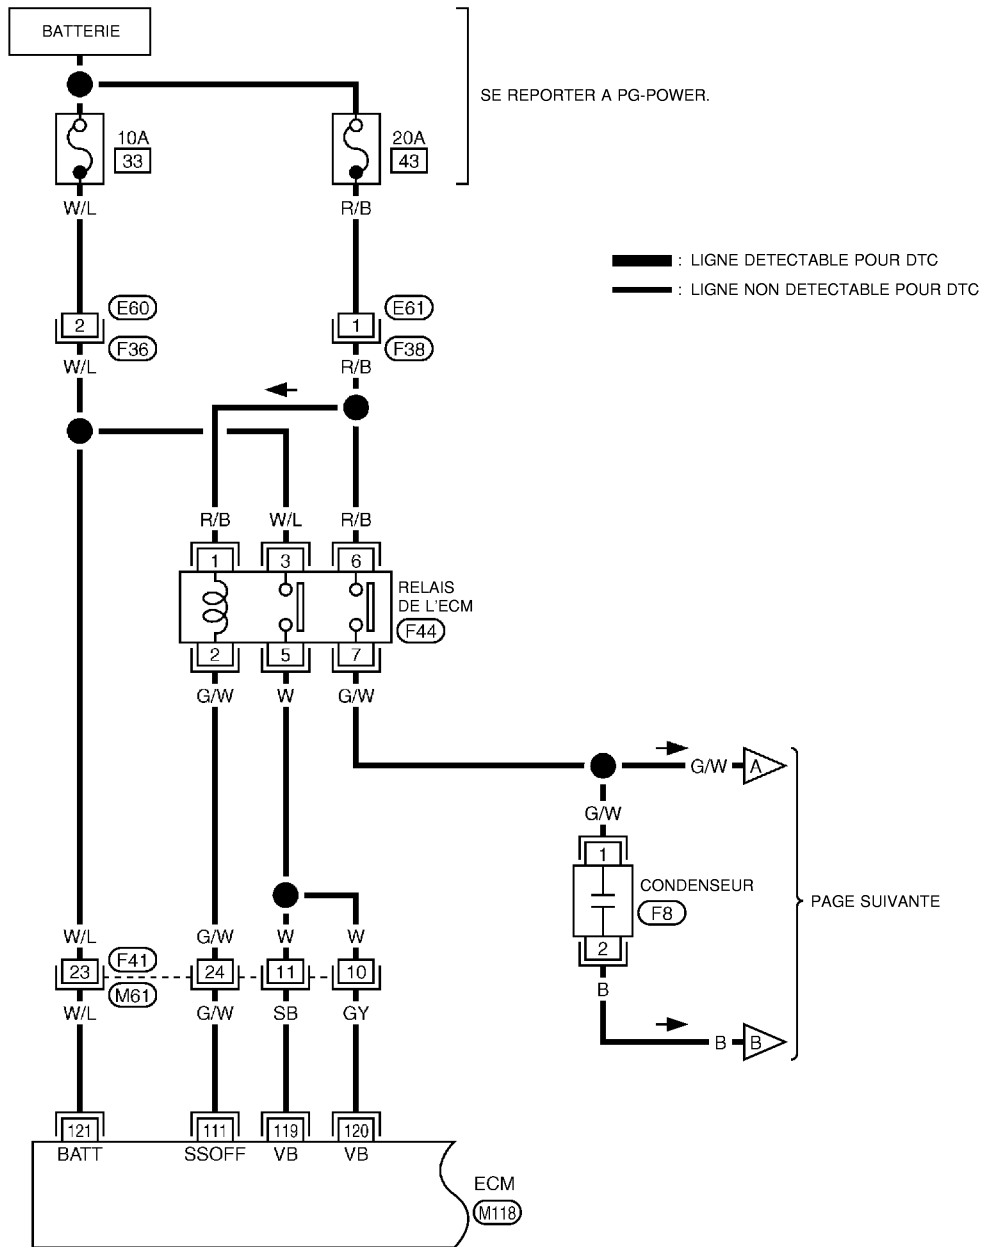 BATTERIE
SE REPORTER A PG-POWER.
10A
33
20A
43
W/L
R/B
: LIGNE DETECTABLE POUR DTC
: LIGNE NON DETECTABLE POUR DTC
2
E60
F36
1
E61
F38
W/L
R/B
R/B
W/L
R/B
1
3
6
RELAIS
DE L'ECM
F44
2
5
7
G/W
W
G/W
G/W
A
G/W
1
CONDENSEUR
F8
2
PAGE SUIVANTE
B
B
B
W/L
G/W
W
W
23
F41
M61
24
11
10
W/L
G/W
SB
GY
121
111
119
120
BATT
SSOFF
VB
VB
ECM
M118